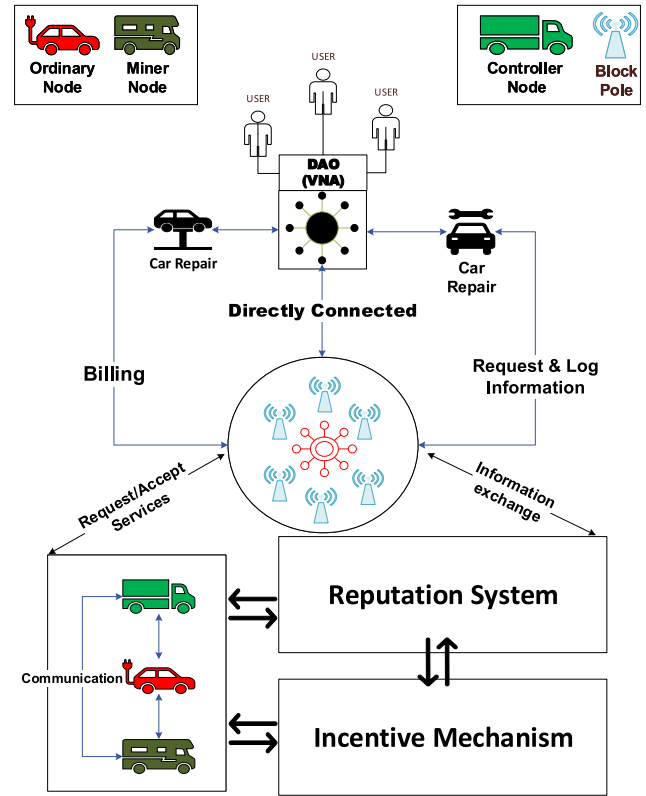 Ordinary
Node
Miner
Node
Controller
Node
Block
Pole
USER
USER
USER
DAO
(VNA)
Car Repair
Car
Repair
Directly Connected
Billing
Request & Log
Information
Request/Accept
Services
Information
exchange
Reputation System
Communication
Incentive Mechanism